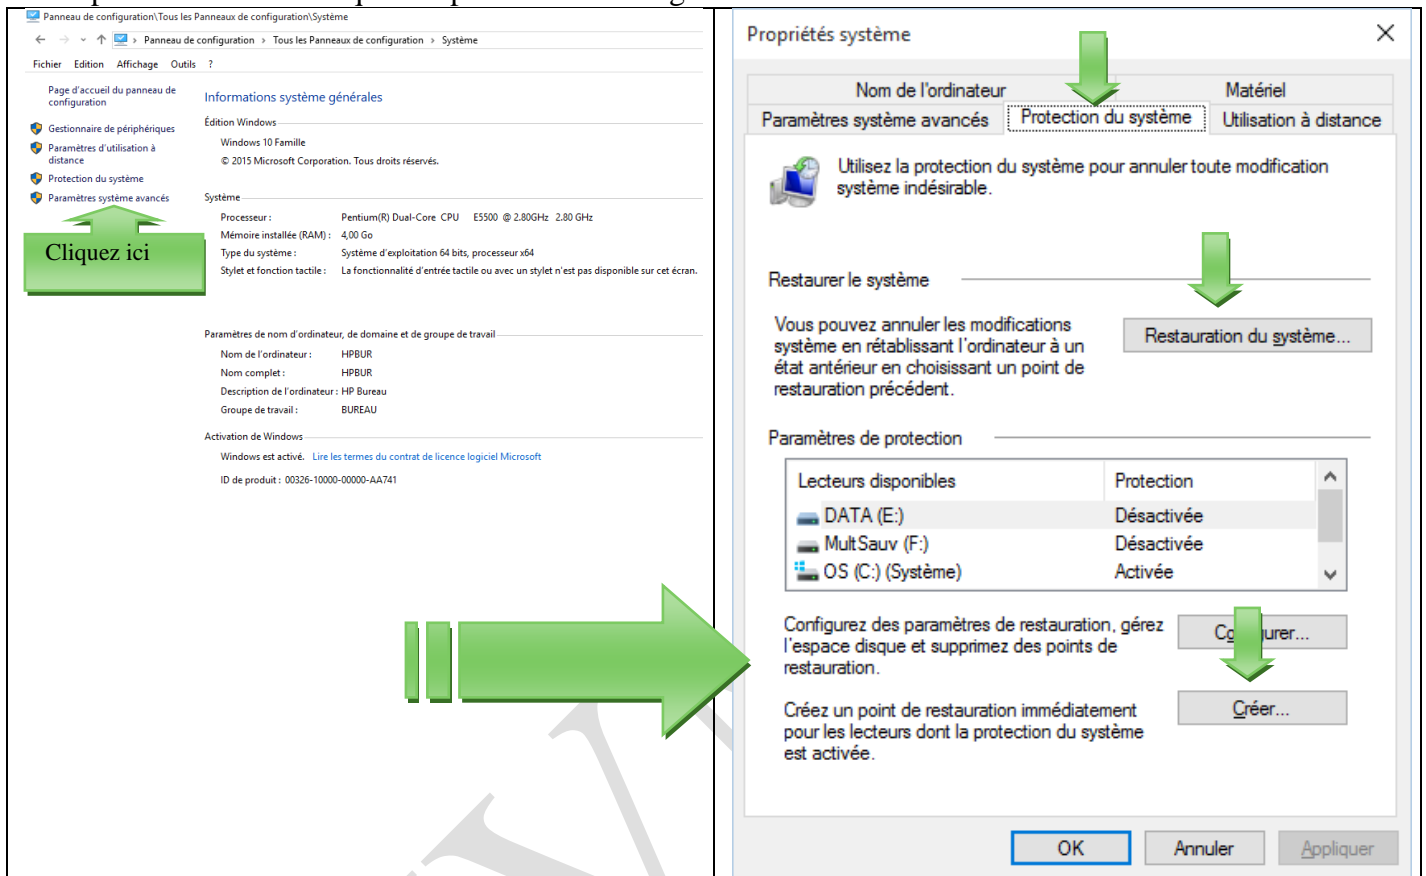 Panneau de configuration\Tous les Panneaux de configuration\Système
Panneau de configuration > Tous les Panneaux de configuration > Système
Fichier Edition Affichage Outils ?
Page d'accueil du panneau de
configuration
Gestionnaire de périphériques
Paramètres d'utilisation à
distance
Protection du système
Paramètres système avancés
Cliquez ici
Informations système générales
Édition Windows
Windows 10 Famille
© 2015 Microsoft Corporation. Tous droits réservés.
Système
Processeur : Pentium(R) Dual-Core CPU E5500 @ 2.80GHz 2.80 GHz
Mémoire installée (RAM) : 4,00 Go
Type du système : Système d'exploitation 64 bits, processeur x64
Stylet et fonction tactile : La fonctionnalité d'entrée tactile ou avec un stylet n'est pas disponible sur cet écran.
Paramètres de nom d'ordinateur, de domaine et de groupe de travail
Nom de l'ordinateur : HPBUR
Nom complet : HPBUR
Description de l'ordinateur : HP Bureau
Groupe de travail : BUREAU
Activation de Windows
Windows est activé. Lire les termes du contrat de licence logiciel Microsoft
ID de produit : 00326-10000-00000-AA741
Propriétés système
Nom de l'ordinateur Matériel
Paramètres système avancés Protection du système Utilisation à distance
Utilisez la protection du système pour annuler toute modification
système indésirable.
Restaurer le système
Vous pouvez annuler les modifications
système en rétablissant l'ordinateur à un
état antérieur en choisissant un point de
restauration précédent.
Restauration du système...
Paramètres de protection
Lecteurs disponibles Protection
DATA (E:) Désactivée
MultSauv (F:) Désactivée
OS (C:) (Système) Activée
Configurez des paramètres de restauration, gérez
l'espace disque et supprimez des points de
restauration.
Créez un point de restauration immédiatement
pour les lecteurs dont la protection du système
est activée.
Créer...
OK Annuler Appliquer